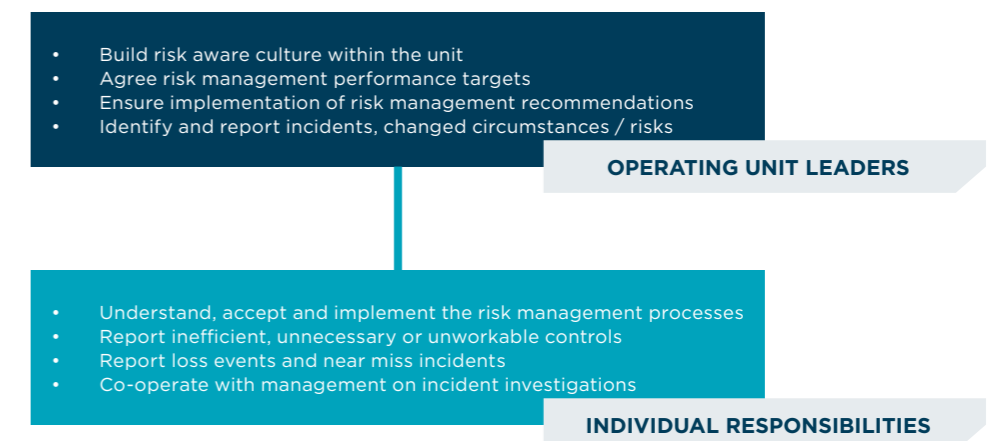 • Build risk aware culture within the unit
• Agree risk management performance targets
• Ensure implementation of risk management recommendations
• Identify and report incidents, changed circumstances / risks
OPERATING UNIT LEADERS
• Understand, accept and implement the risk management processes
• Report inefficient, unnecessary or unworkable controls
• Report loss events and near miss incidents
• Co-operate with management on incident investigations
INDIVIDUAL RESPONSIBILITIES